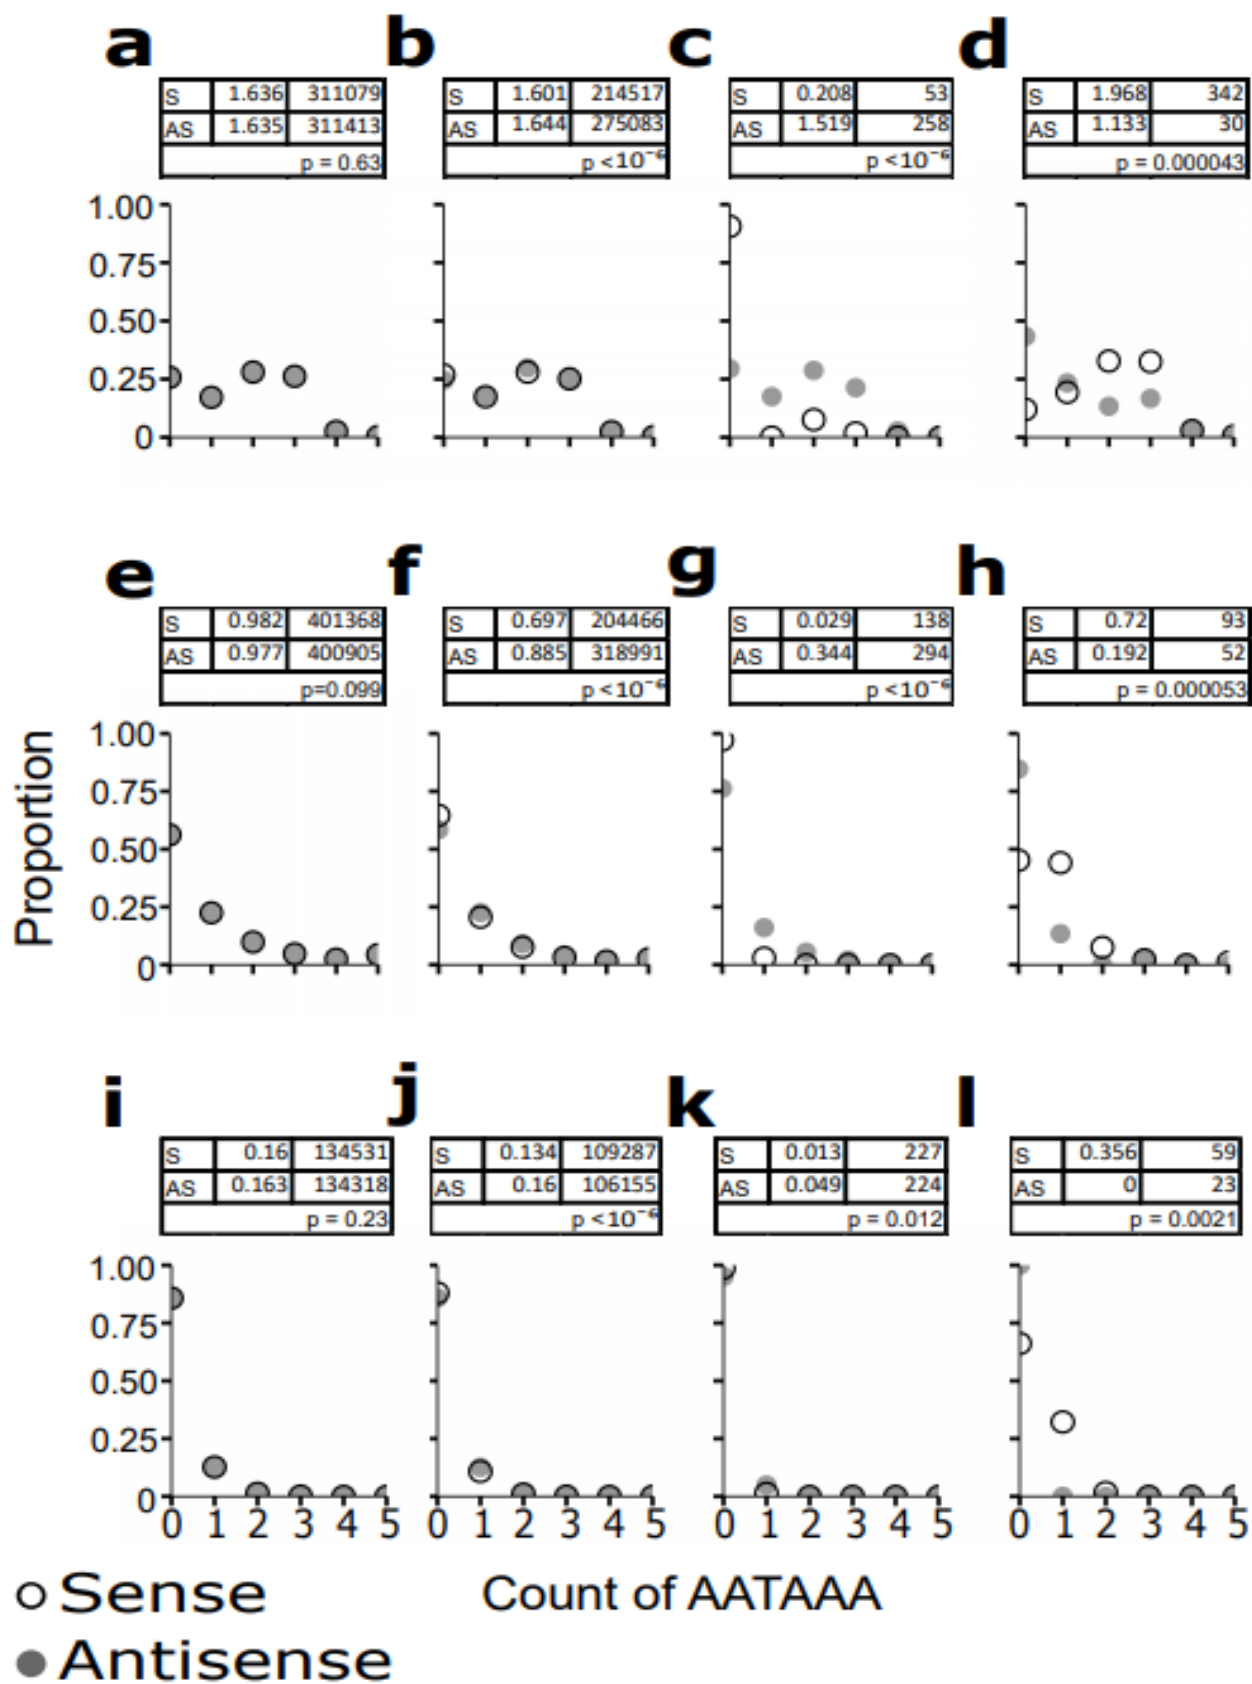 a b c d
S 1.636 311079 S 1.601 214517 S 0.208 53 S 1.968 342
AS 1.635 311413 AS 1.644 275083 AS 1.519 258 AS 1.133 30
p = 0.63 p <10⁻⁶ p <10⁻⁶ p = 0.000043
1.00
0.75
0.50
0.25
0
e f g h
S 0.982 401368 S 0.697 204466 S 0.029 138 S 0.72 93
AS 0.977 400905 AS 0.885 318991 AS 0.344 294 AS 0.192 52
p=0.099 p <10⁻⁶ p <10⁻⁶ p = 0.000053
Proportion
1.00
0.75
0.50
0.25
0
i j k l
S 0.16 134531 S 0.134 109287 S 0.013 227 S 0.356 59
AS 0.163 134318 AS 0.16 106155 AS 0.049 224 AS 0 23
p = 0.23 p <10⁻⁶ p = 0.012 p = 0.0021
1.00
0.75
0.50
0.25
0
0 1 2 3 4 5 0 1 2 3 4 5 0 1 2 3 4 5 0 1 2 3 4 5
Sense Count of AATAAA
Antisense